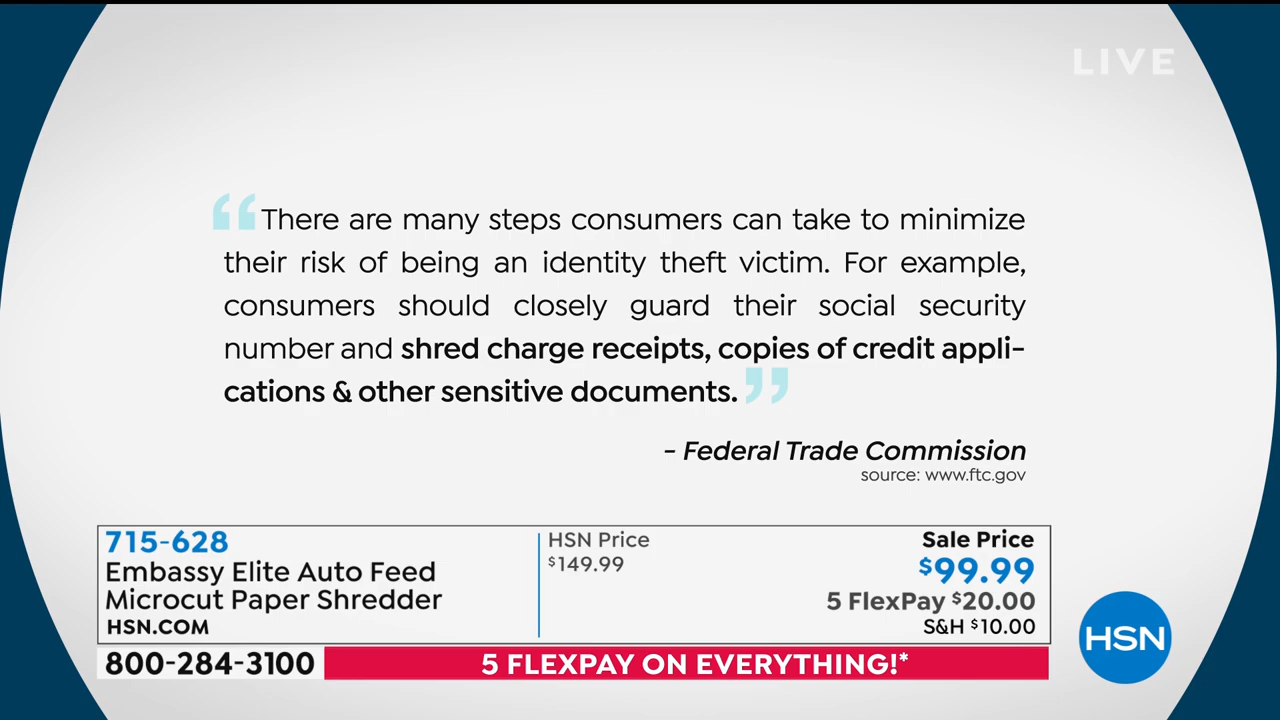 LIVE
“There are many steps consumers can take to minimize
their risk of being an identity theft victim. For example,
consumers should closely guard their social security
number and shred charge receipts, copies of credit appli-
cations & other sensitive documents.”
– Federal Trade Commission
source: www.ftc.gov
715-628
Embassy Elite Auto Feed
Microcut Paper Shredder
HSN.COM
HSN Price
$149.99
Sale Price
$99.99
5 FlexPay $20.00
S&H $10.00
HSN
800-284-3100
5 FLEXPAY ON EVERYTHING!*